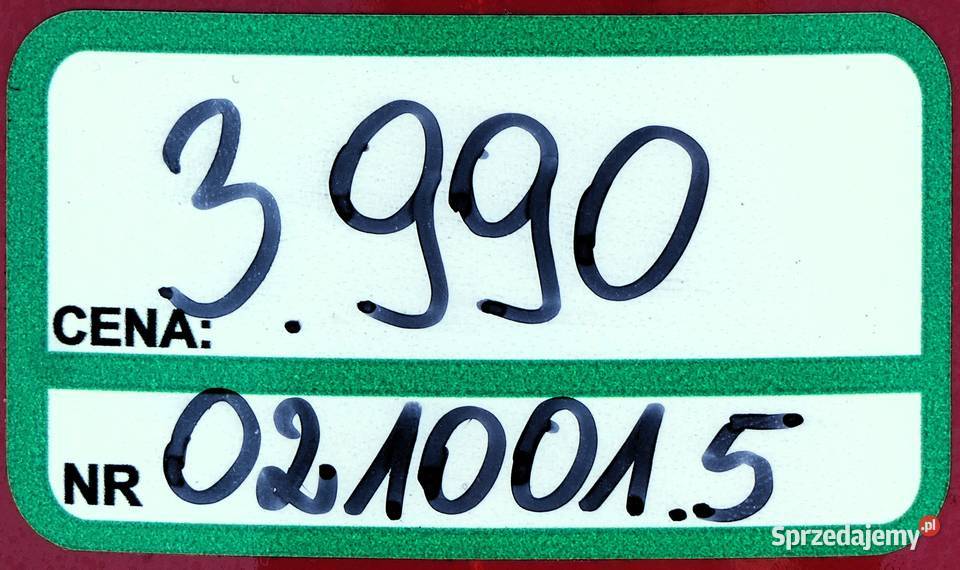 3.990
CENA:
NR 021001.5
Sprzedajemy.pl